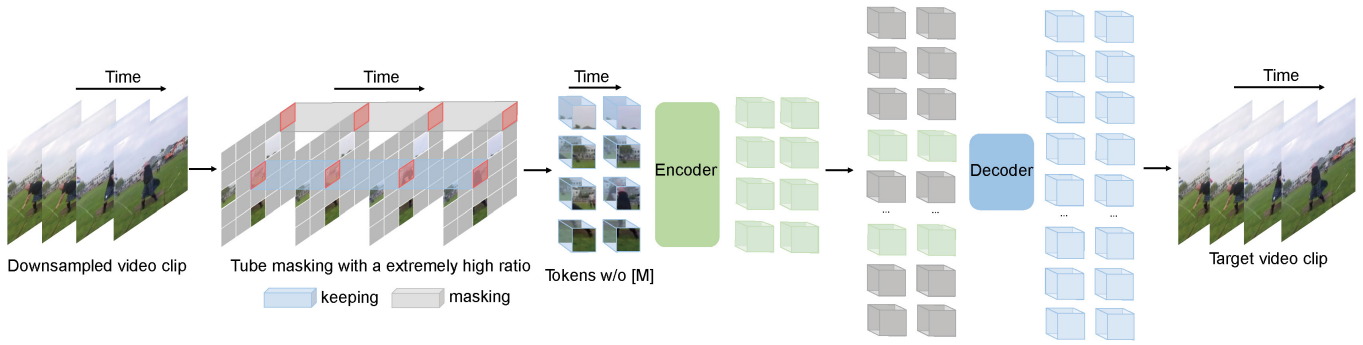 Time
Time
Time
Time
Encoder
Decoder
...
...
...
...
Downsampled video clip
Tube masking with a extremely high ratio
Tokens w/o [M]
Target video clip
keeping
masking